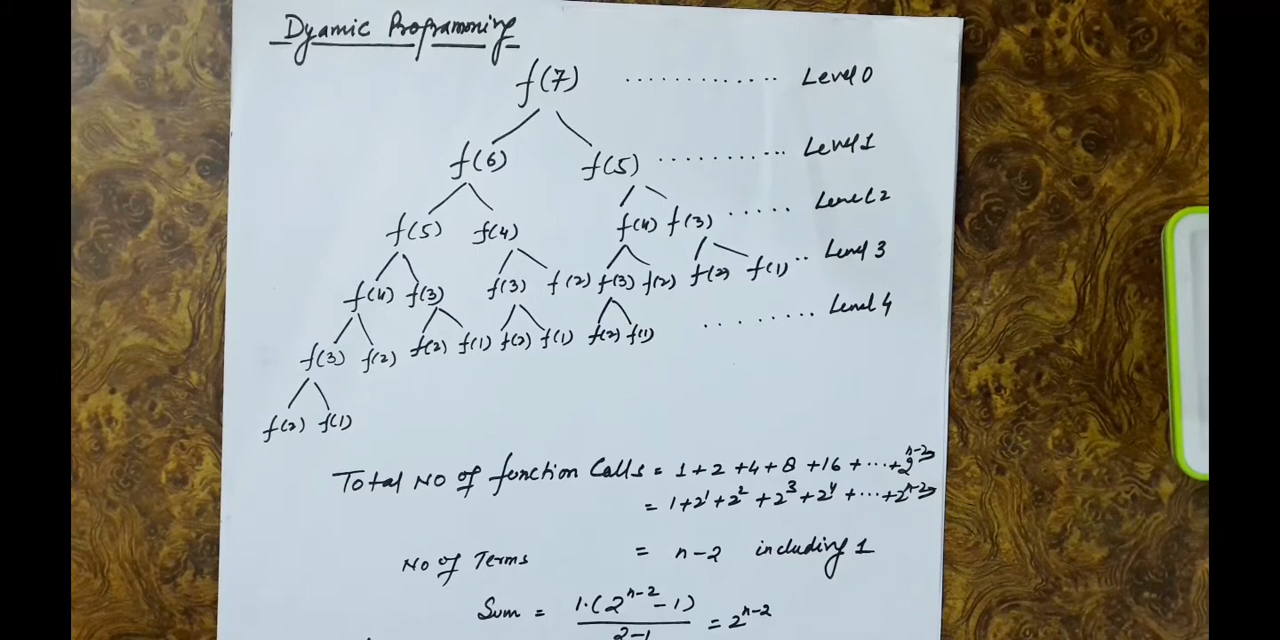 Dyamic Programming
f(7) ............ Level 0
f(6) f(5) .......... Level 1
f(5) f(4) f(4) f(3) ..... Level 2
f(4) f(3) f(3) f(2) f(3) f(2) f(2) f(1) .. Level 3
f(3) f(2) f(2) f(1) f(2) f(1) f(2) f(1) ........ Level 4
f(2) f(1)
Total No of function Calls = 1+2+4+8+16+...+2^{n-2}
= 1+2^1+2^2+2^3+2^4+...+2^{n-2}
No of Terms = n-2 including 1
Sum = 1.(2^{n-2}-1) / 2-1 = 2^{n-2}